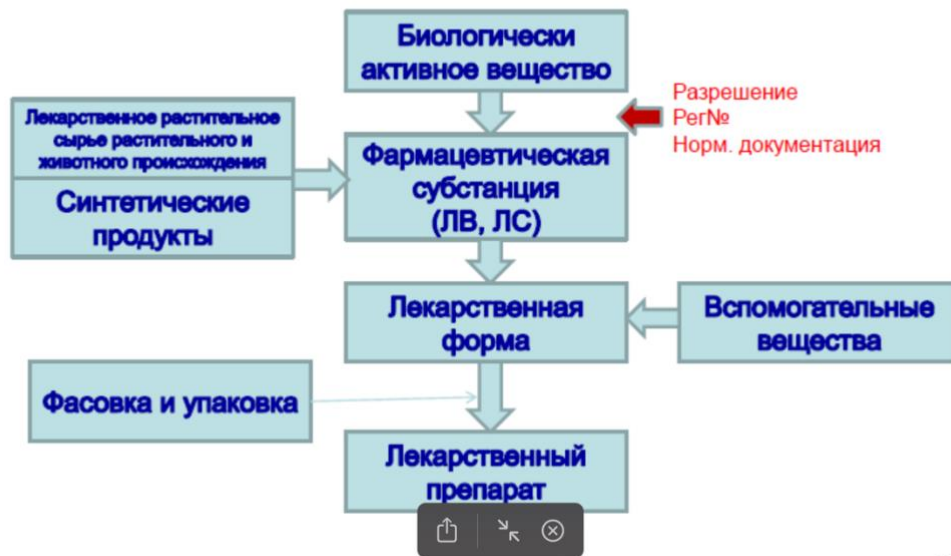 Биологически
активное вещество
Разрешение
Рег№
Норм. документация
Лекарственное растительное
сырье растительного и
животного происхождения
Синтетические
продукты
Фармацевтическая
субстанция
(ЛВ, ЛС)
Лекарственная
форма
Вспомогательные
вещества
Фасовка и упаковка
Лекарственный
препарат